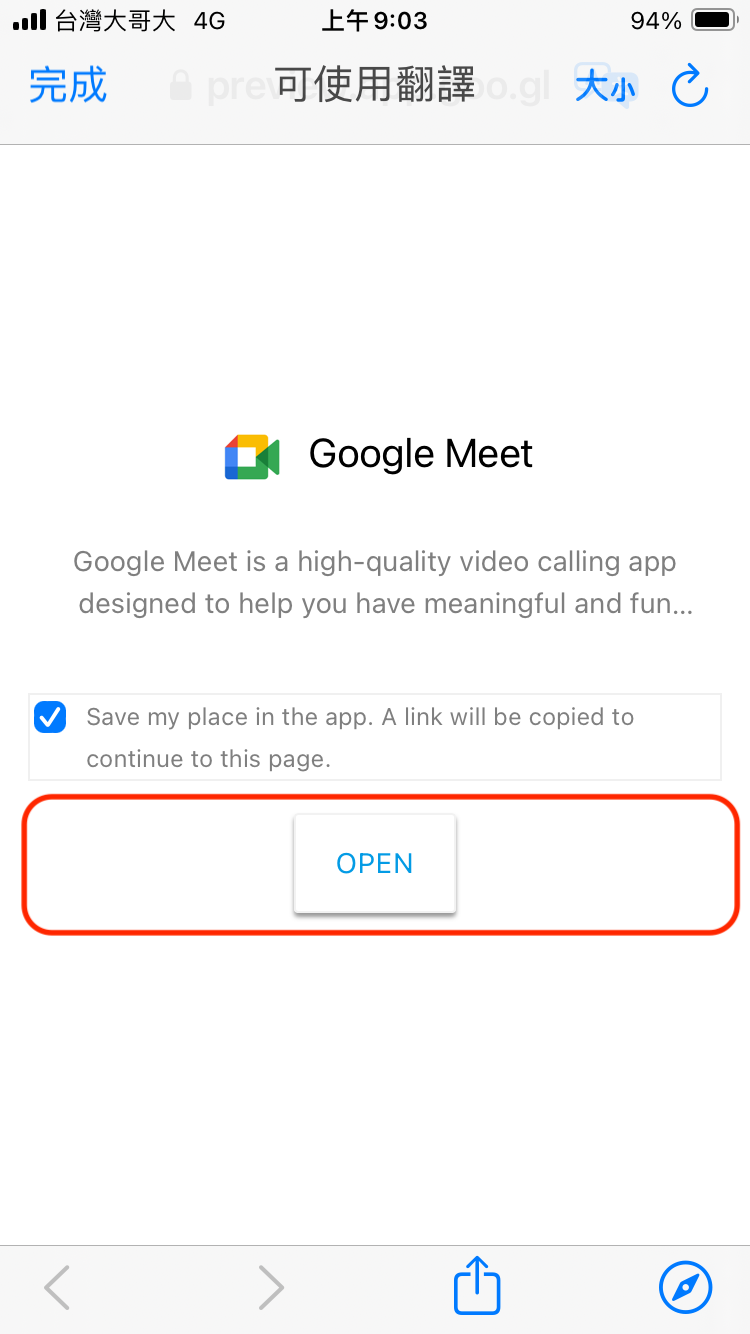 台灣大哥大 4G 上午9:03 94%
完成 可使用翻譯 大小
Google Meet
Google Meet is a high-quality video calling app
designed to help you have meaningful and fun...
Save my place in the app. A link will be copied to
continue to this page.
OPEN